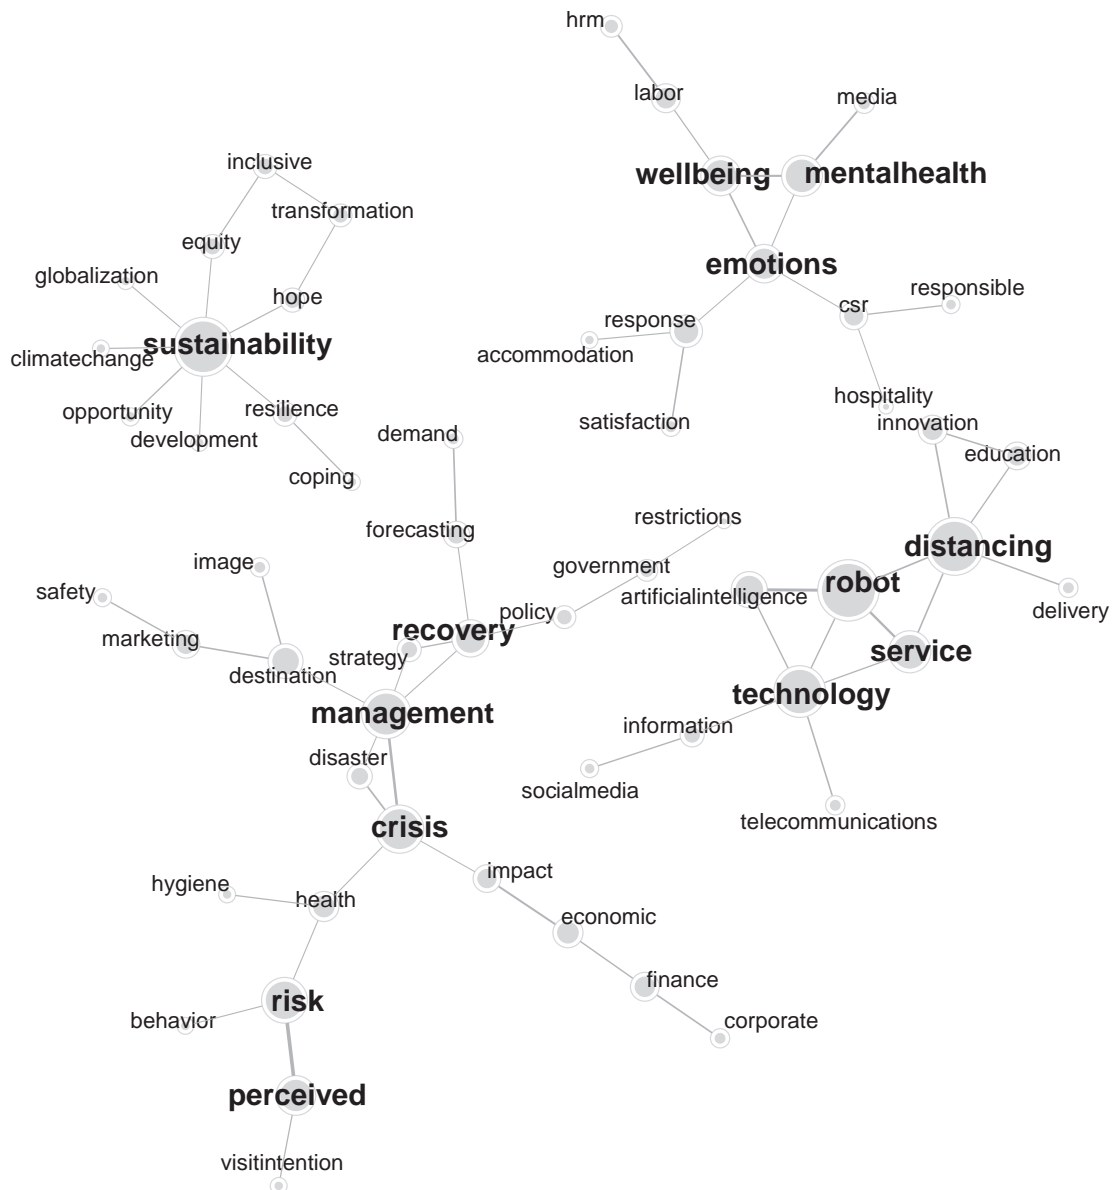 hrm
labor
media
inclusive
wellbeing
mentalhealth
transformation
equity
emotions
globalization
responsible
hope
csr
response
sustainability
accommodation
climatechange
hospitality
opportunity
resilience
satisfaction
innovation
development
demand
education
coping
restrictions
forecasting
distancing
image
government
robot
safety
artificialintelligence
policy
delivery
marketing
recovery
strategy
service
destination
technology
management
information
disaster
socialmedia
crisis
telecommunications
impact
hygiene
health
economic
finance
risk
behavior
corporate
perceived
visitintention